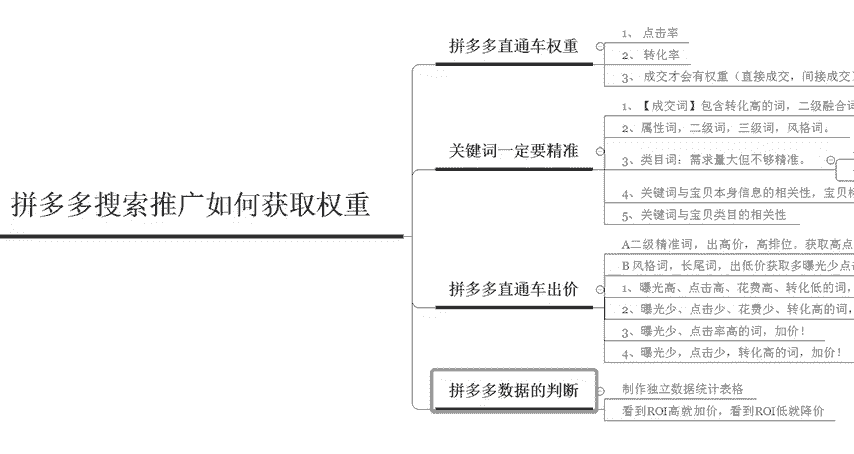 拼多多搜索推广如何获取权重
拼多多直通车权重
1、 点击率
2、 转化率
3、 成交才会有权重（直接成交，间接成交）
关键词一定要精准
1、【成交词】包含转化高的词，二级融合词
2、属性词，二级词，三级词，风格词。
3、类目词：需求量大但不够精准。
4、关键词与宝贝本身信息的相关性，宝贝标
5、关键词与宝贝类目的相关性
拼多多直通车出价
A二级精准词，出高价，高排位。获取高点
B 风格词，长尾词，出低价获取多曝光少点击
1、曝光高、点击高、花费高、转化低的词，
2、曝光少、点击少、花费少、转化高的词，
3、曝光少、点击率高的词，加价！
4、曝光少，点击少，转化高的词，加价！
拼多多数据的判断
制作独立数据统计表格
看到ROI高就加价，看到ROI低就降价